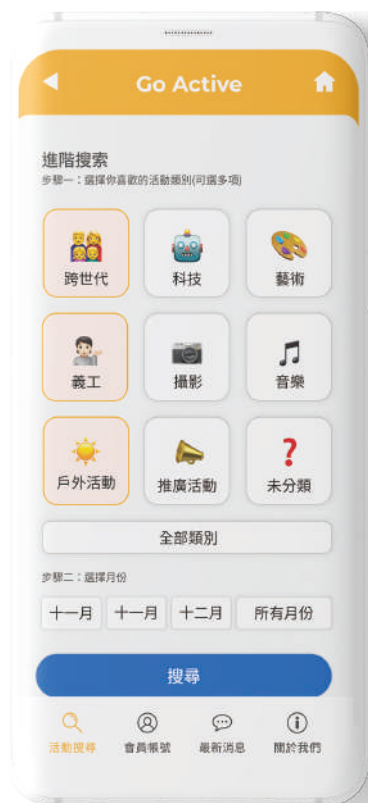 Go Active
進階搜索
步驟一：選擇你喜歡的活動類別(可選多項)
跨世代 科技 藝術
義工 攝影 音樂
戶外活動 推廣活動 未分類
全部類別
步驟二：選擇月份
十一月 十一月 十二月 所有月份
搜尋
活動搜尋 會員帳號 最新消息 關於我們